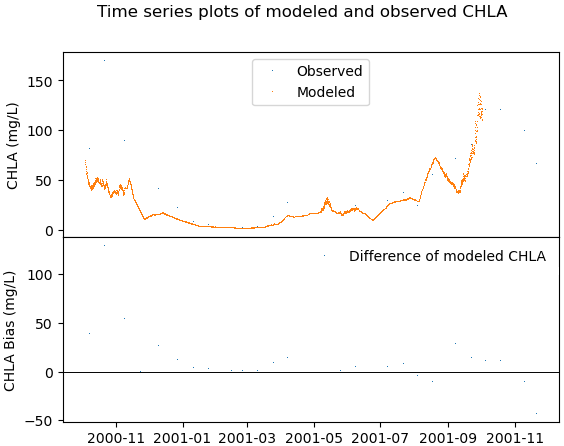 Time series plots of modeled and observed CHLA
CHLA (mg/L)
150
100
50
0
Observed
Modeled
CHLA Bias (mg/L)
100
50
0
−50
Difference of modeled CHLA
2000-11 2001-01 2001-03 2001-05 2001-07 2001-09 2001-11